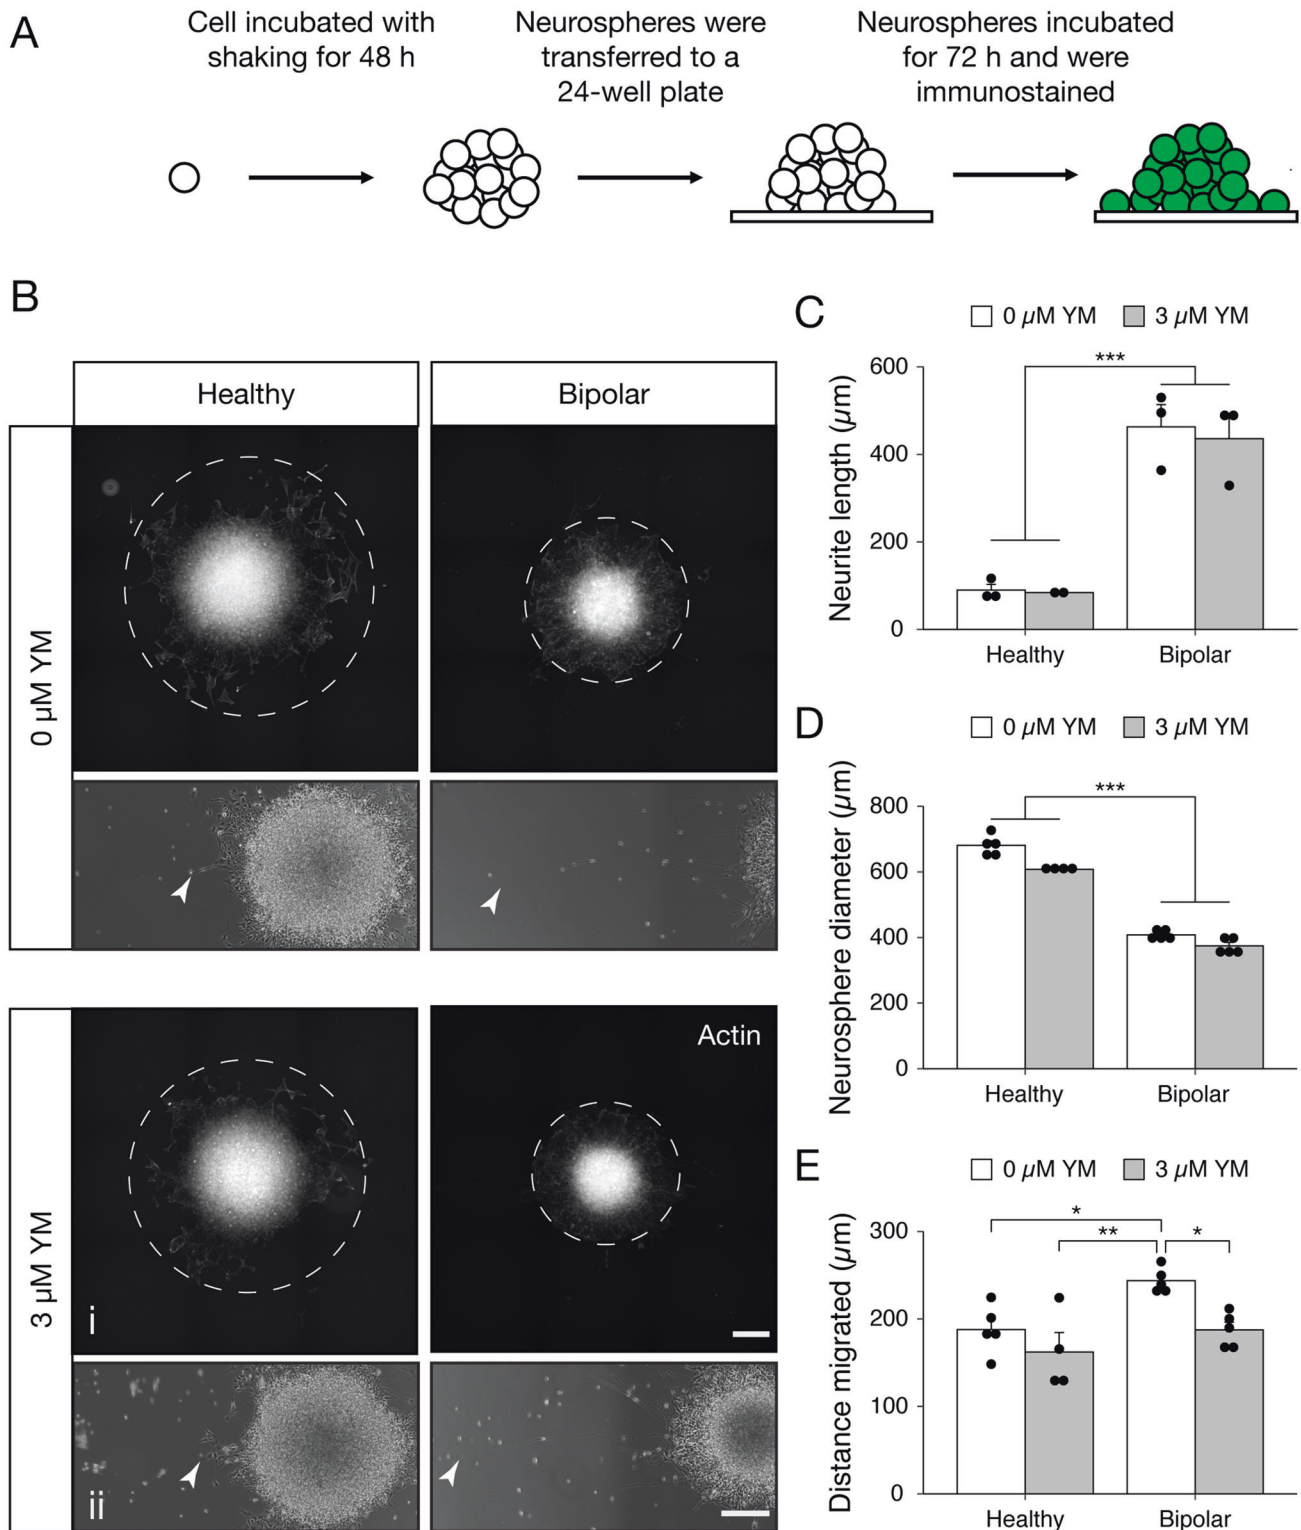 A
Cell incubated with
shaking for 48 h
Neurospheres were
transferred to a
24-well plate
Neurospheres incubated
for 72 h and were
immunostained
B
Healthy
Bipolar
0 µM YM
3 µM YM
Actin
i
ii
C
0 µM YM
3 µM YM
Neurite length (µm)
600
400
200
0
***
Healthy
Bipolar
D
0 µM YM
3 µM YM
Neurosphere diameter (µm)
800
600
400
200
0
***
Healthy
Bipolar
E
0 µM YM
3 µM YM
Distance migrated (µm)
300
200
100
0
*
**
*
Healthy
Bipolar